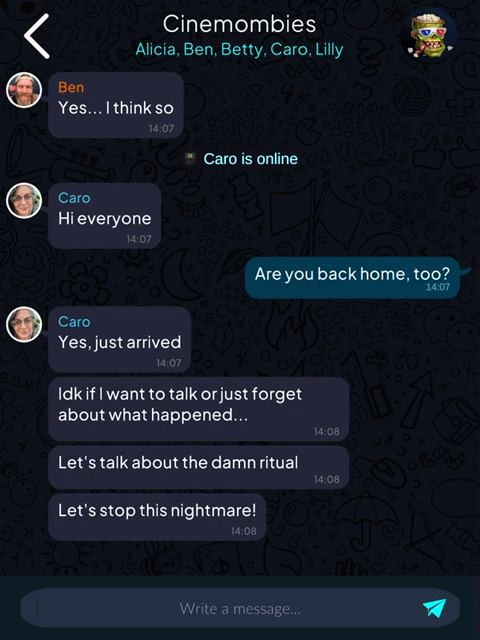 Cinemombies
Alicia, Ben, Betty, Caro, Lilly
Ben
Yes... I think so
14:07
Caro is online
Caro
Hi everyone
14:07
Are you back home, too?
14:07
Caro
Yes, just arrived
14:07
Idk if I want to talk or just forget
about what happened...
14:08
Let's talk about the damn ritual
14:08
Let's stop this nightmare!
14:08
Write a message...